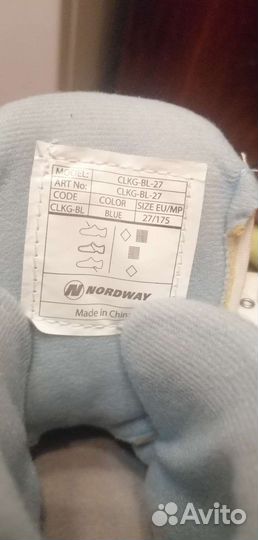 MODEL: CLKG-BL-27
ART No: CLKG-BL-27
CODE COLOR SIZE EU/MP
CLKG-BL BLUE 27/175
NORDWAY
Made in China
Avito